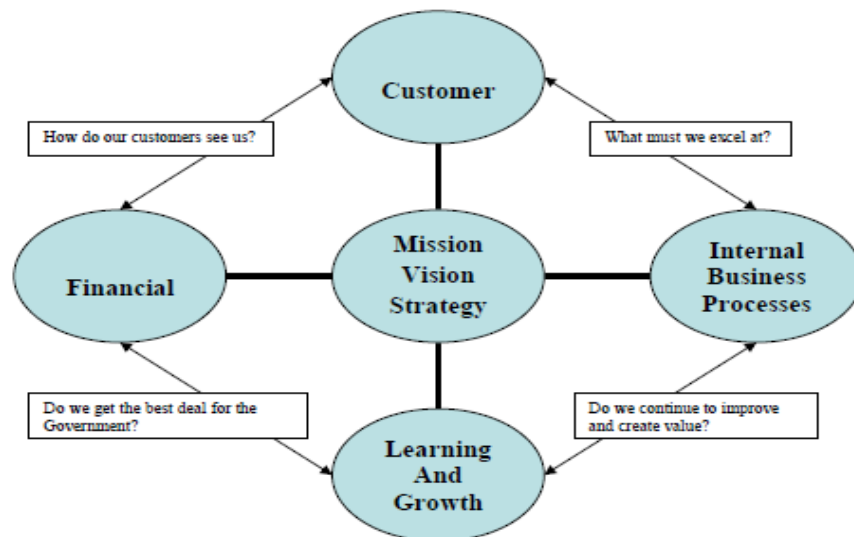 Customer
How do our customers see us?
What must we excel at?
Financial
Mission
Vision
Strategy
Internal
Business
Processes
Do we get the best deal for the
Government?
Do we continue to improve
and create value?
Learning
And
Growth